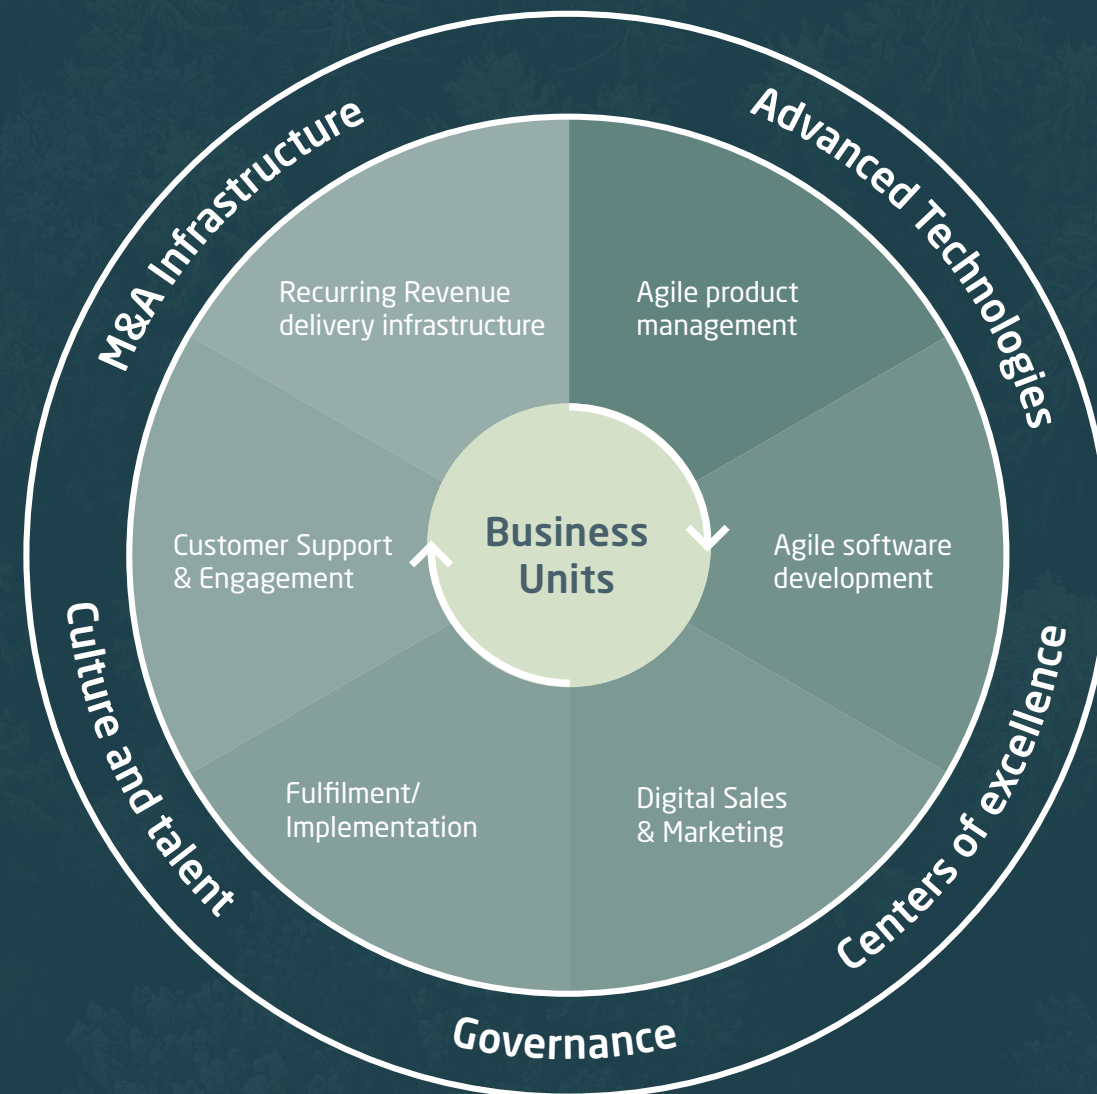 M&A Infrastructure
Advanced Technologies
Recurring Revenue
delivery infrastructure
Agile product
management
Customer Support
& Engagement
Business
Units
Agile software
development
Fulfilment/
Implementation
Digital Sales
& Marketing
Culture and talent
Centers of excellence
Governance